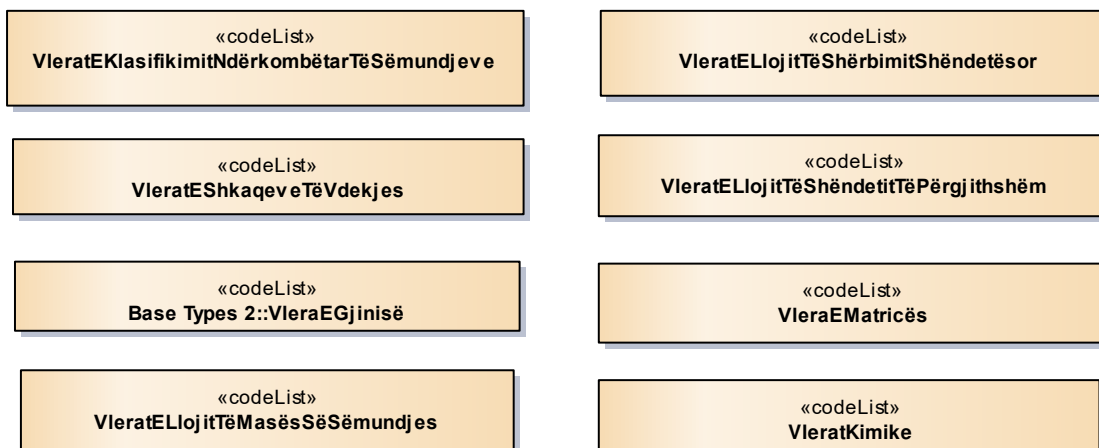 «codeList»
VleratEKlasifikimitNdërkombëtarTëSëmundjeve
«codeList»
VleratELlojitTëShërbimitShëndetësor
«codeList»
VleratEShkaqeveTëVdekjes
«codeList»
VleratELlojitTëShëndetitTëPërgjithshëm
«codeList»
Base Types 2::VleraEGjinisë
«codeList»
VleraEMatricës
«codeList»
VleratELlojitTëMasësSëSëmundjes
«codeList»
VleratKimike